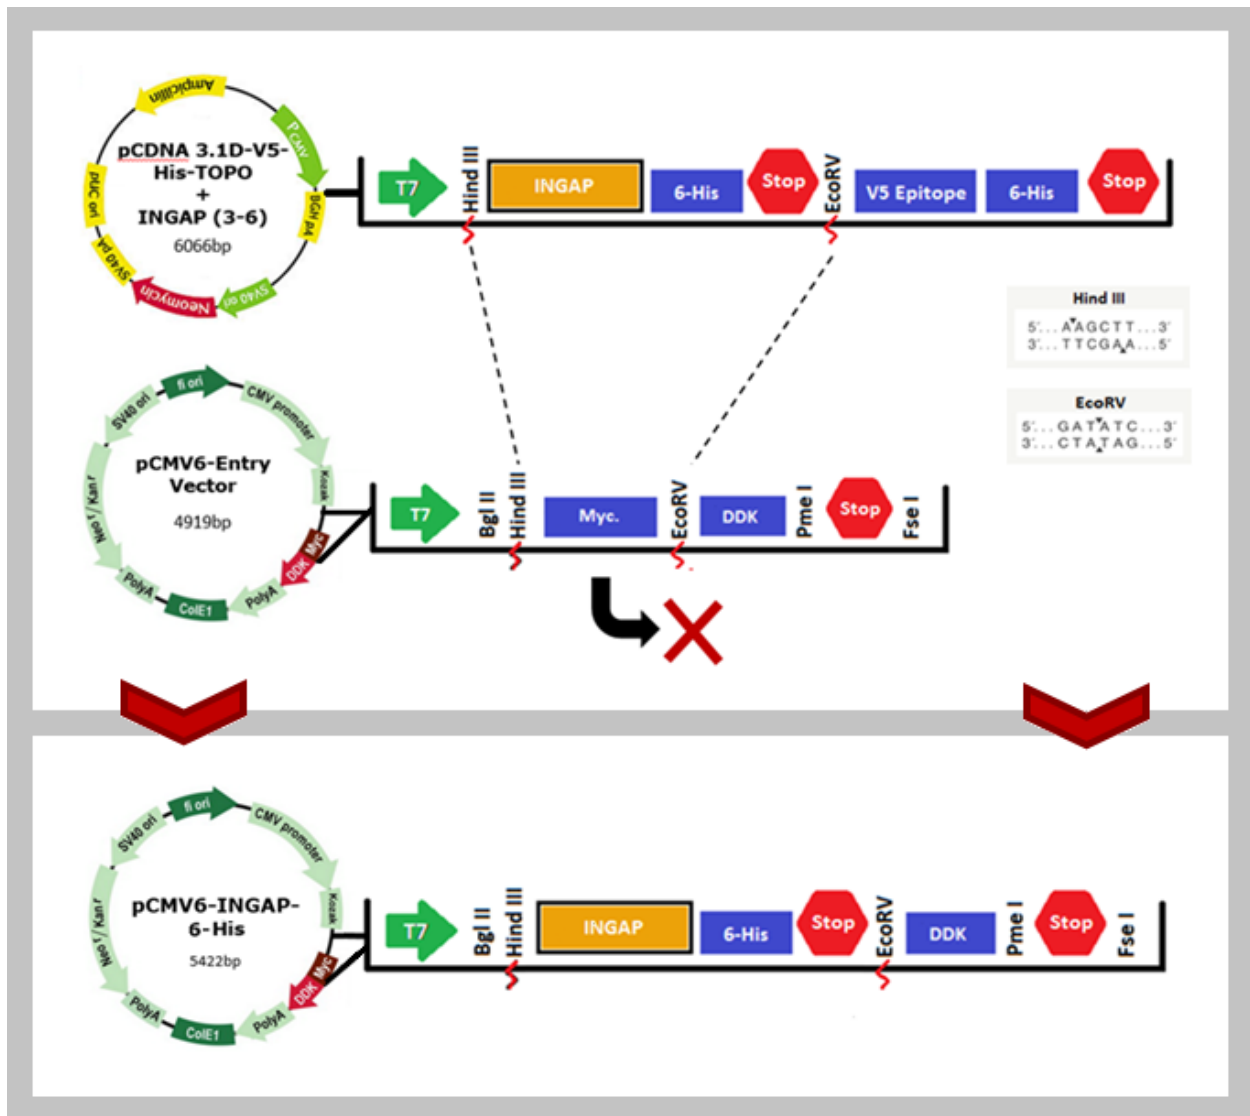 Ampicillin
P CMV
BGH pA
SV40 ori
Neomycin
SV40 pA
pUC ori
pCDNA 3.1D-V5-
His-TOPO
+
INGAP (3-6)
6066bp
T7
Hind III
INGAP
6-His
Stop
EcoRV
V5 Epitope
6-His
Stop
Hind III
5´... A AGCTT ...3´
3´... TTCGA A ...5´
EcoRV
5´... GAT ATC ...3´
3´... CTA TAG ...5´
fi ori
CMV promoter
Kozak
Myc
DDK
PolyA
ColE1
PolyA
Neo r / Kan r
SV40 ori
pCMV6-Entry
Vector
4919bp
T7
Bgl II
Hind III
Myc.
EcoRV
DDK
Pme I
Stop
Fse I
fi ori
CMV promoter
Kozak
Myc
DDK
PolyA
ColE1
PolyA
Neo r / Kan r
SV40 ori
pCMV6-INGAP-
6-His
5422bp
T7
Bgl II
Hind III
INGAP
6-His
Stop
EcoRV
DDK
Pme I
Stop
Fse I